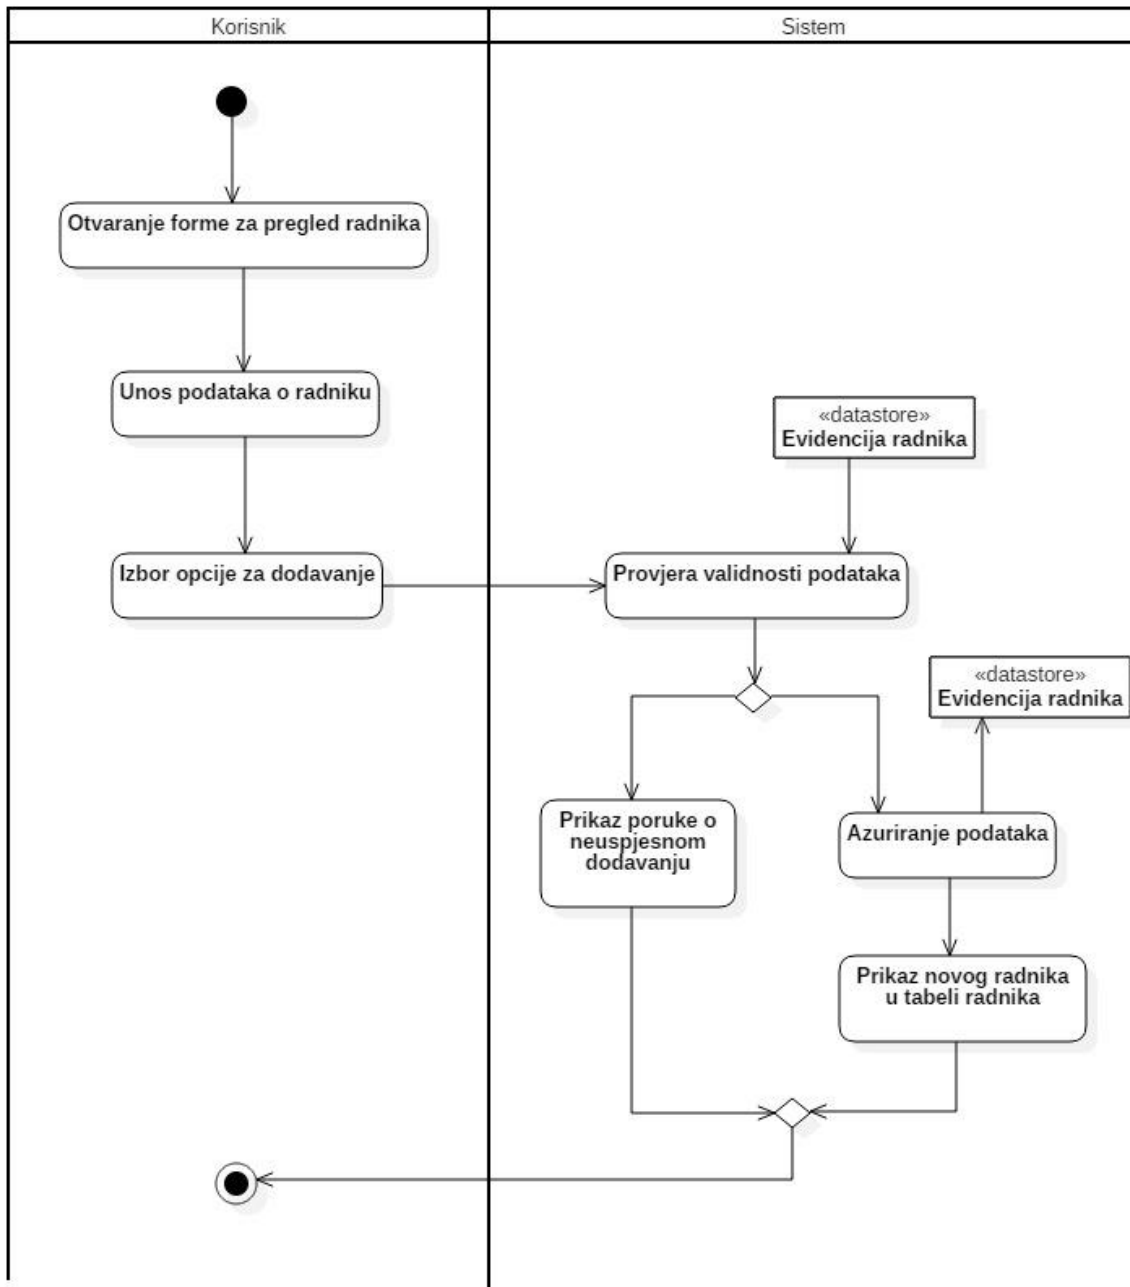 Korisnik
Sistem
Otvaranje forme za pregled radnika
Unos podataka o radniku
«datastore»
Evidencija radnika
Izbor opcije za dodavanje
Provjera validnosti podataka
«datastore»
Evidencija radnika
Prikaz poruke o
neuspjesnom
dodavanju
Azuriranje podataka
Prikaz novog radnika
u tabeli radnika